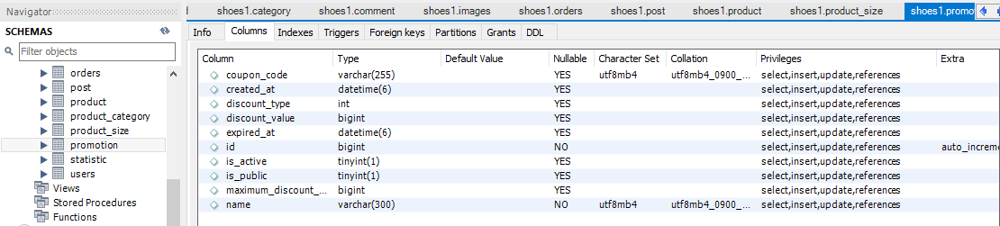 Navigator
SCHEMAS
Filter objects
orders
post
product
product_category
product_size
promotion
statistic
users
Views
Stored Procedures
Functions
shoes1.category shoes1.comment shoes1.images shoes1.orders shoes1.post shoes1.product shoes1.product_size shoes1.promo
Info Columns Indexes Triggers Foreign keys Partitions Grants DDL
Column Type Default Value Nullable Character Set Collation Privileges Extra
coupon_code varchar(255) YES utf8mb4 utf8mb4_0900_... select,insert,update,references
created_at datetime(6) YES select,insert,update,references
discount_type int YES select,insert,update,references
discount_value bigint YES select,insert,update,references
expired_at datetime(6) YES select,insert,update,references
id bigint NO select,insert,update,references auto_increme
is_active tinyint(1) YES select,insert,update,references
is_public tinyint(1) YES select,insert,update,references
maximum_discount_... bigint YES select,insert,update,references
name varchar(300) NO utf8mb4 utf8mb4_0900_... select,insert,update,references